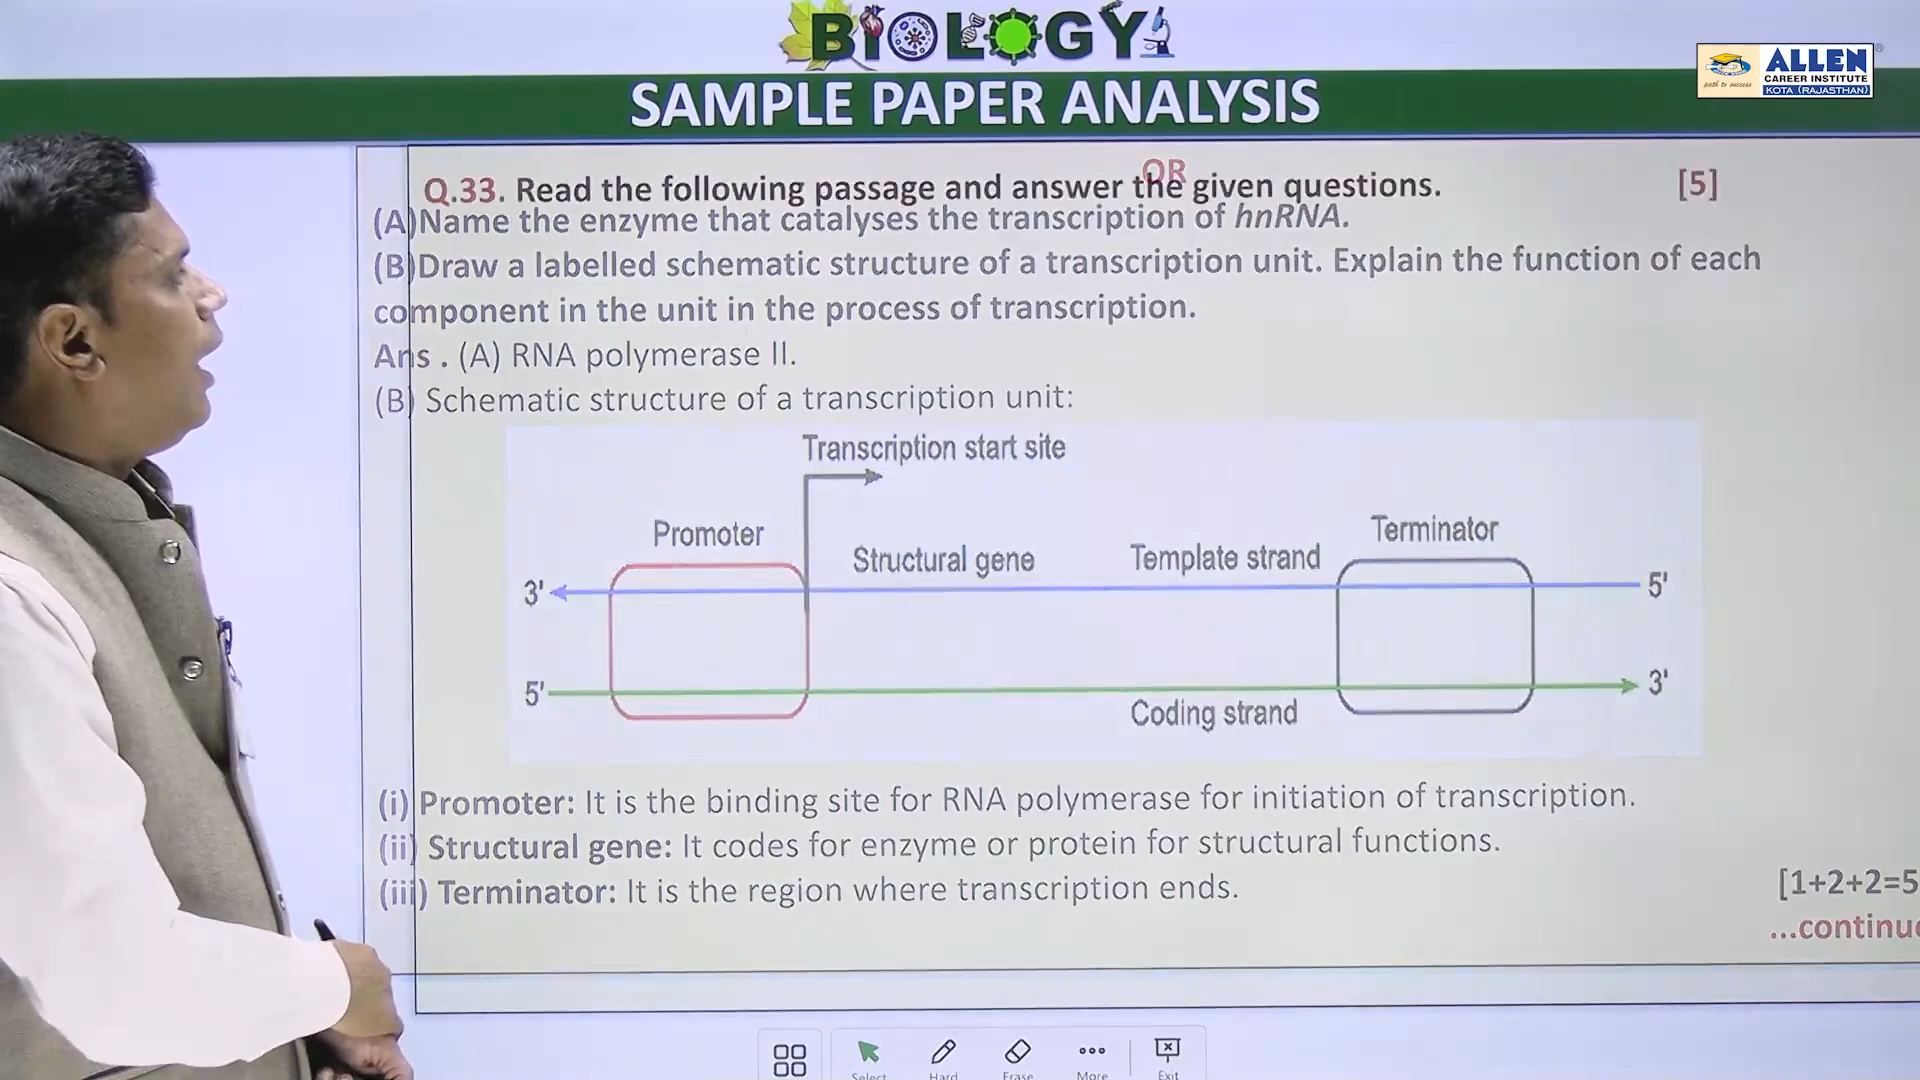 BIOLOGY
ALLEN
CAREER INSTITUTE
KOTA (RAJASTHAN)
path to success
®
SAMPLE PAPER ANALYSIS
OR
Q.33. Read the following passage and answer the given questions. [5]
(A)Name the enzyme that catalyses the transcription of hnRNA.
(B)Draw a labelled schematic structure of a transcription unit. Explain the function of each
component in the unit in the process of transcription.
Ans . (A) RNA polymerase II.
(B) Schematic structure of a transcription unit:
Transcription start site
Promoter
Terminator
Structural gene
Template strand
3'
5'
5'
3'
Coding strand
(i) Promoter: It is the binding site for RNA polymerase for initiation of transcription.
(ii) Structural gene: It codes for enzyme or protein for structural functions.
(iii) Terminator: It is the region where transcription ends.
[1+2+2=5
...continue
Select Hard Erase More Exit